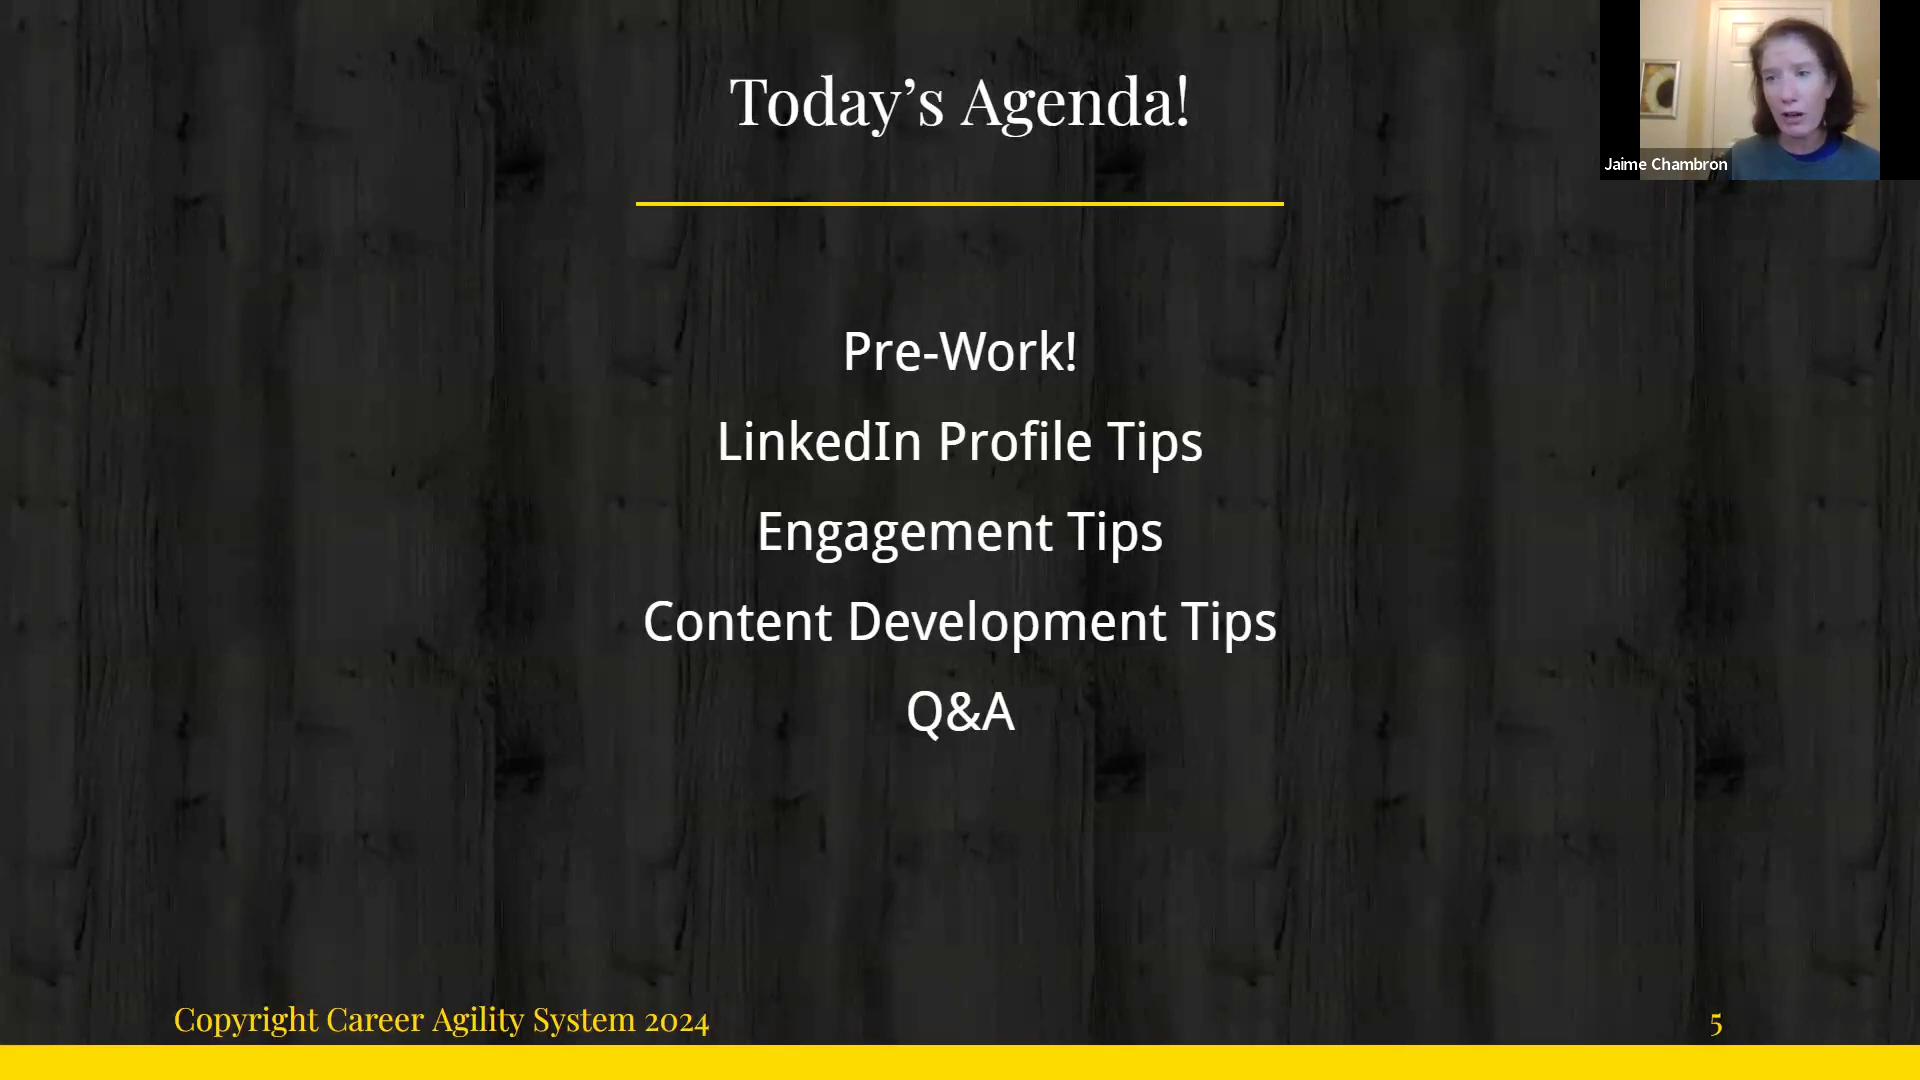 Today’s Agenda!
Jaime Chambron
Pre-Work!
LinkedIn Profile Tips
Engagement Tips
Content Development Tips
Q&A
Copyright Career Agility System 2024
5